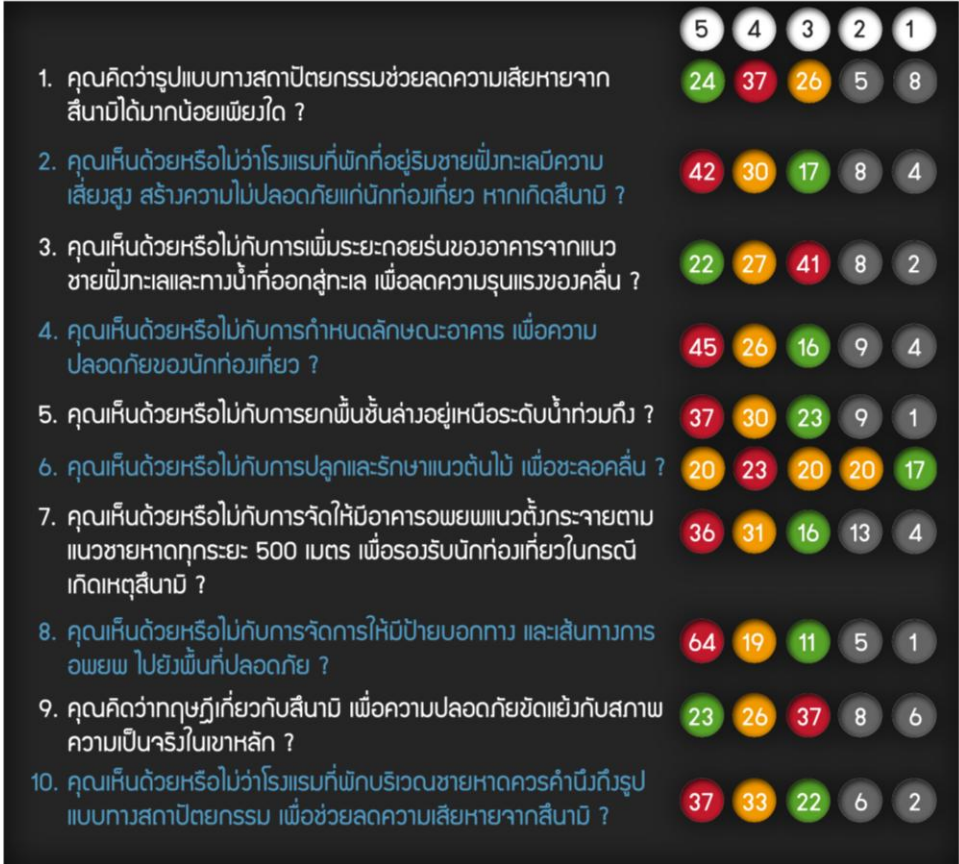 5 4 3 2 1
1. คุณคิดว่ารูปแบบทางสถาปัตยกรรมช่วยลดความเสียหายจาก
สึนามิได้มากน้อยเพียงใด ?
24 37 26 5 8
2. คุณเห็นด้วยหรือไม่ว่าโรงแรมที่พักที่อยู่ริมชายฝั่งทะเลมีความ
เสี่ยงสูง สร้างความไม่ปลอดภัยแก่นักท่องเที่ยว หากเกิดสึนามิ ?
42 30 17 8 4
3. คุณเห็นด้วยหรือไม่กับการเพิ่มระยะถอยร่นของอาคารจากแนว
ชายฝั่งทะเลและทางน้ำที่ออกสู่ทะเล เพื่อลดความรุนแรงของคลื่น ?
22 27 41 8 2
4. คุณเห็นด้วยหรือไม่กับการกำหนดลักษณะอาคาร เพื่อความ
ปลอดภัยของนักท่องเที่ยว ?
45 26 16 9 4
5. คุณเห็นด้วยหรือไม่กับการยกพื้นชั้นล่างอยู่เหนือระดับน้ำท่วมถึง ?
37 30 23 9 1
6. คุณเห็นด้วยหรือไม่กับการปลูกและรักษาแนวต้นไม้ เพื่อชะลอคลื่น ?
20 23 20 20 17
7. คุณเห็นด้วยหรือไม่กับการจัดให้มีอาคารอพยพแนวตั้งกระจายตาม
แนวชายหาดทุกระยะ 500 เมตร เพื่อรองรับนักท่องเที่ยวในกรณี
เกิดเหตุสึนามิ ?
36 31 16 13 4
8. คุณเห็นด้วยหรือไม่กับการจัดการให้มีป้ายบอกทาง และเส้นทางการ
อพยพ ไปยังพื้นที่ปลอดภัย ?
64 19 11 5 1
9. คุณคิดว่าทฤษฎีเกี่ยวกับสึนามิ เพื่อความปลอดภัยขัดแย้งกับสภาพ
ความเป็นจริงในเขาหลัก ?
23 26 37 8 6
10. คุณเห็นด้วยหรือไม่ว่าโรงแรมที่พักบริเวณชายหาดควรคำนึงถึงรูป
แบบทางสถาปัตยกรรม เพื่อช่วยลดความเสียหายจากสึนามิ ?
37 33 22 6 2